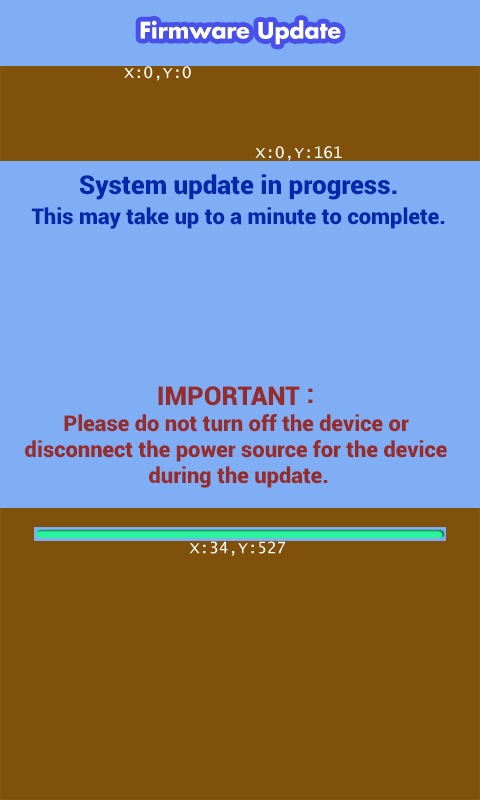 Firmware Update
X:0,Y:0
X:0,Y:161
System update in progress.
This may take up to a minute to complete.
IMPORTANT :
Please do not turn off the device or
disconnect the power source for the device
during the update.
X:34,Y:527